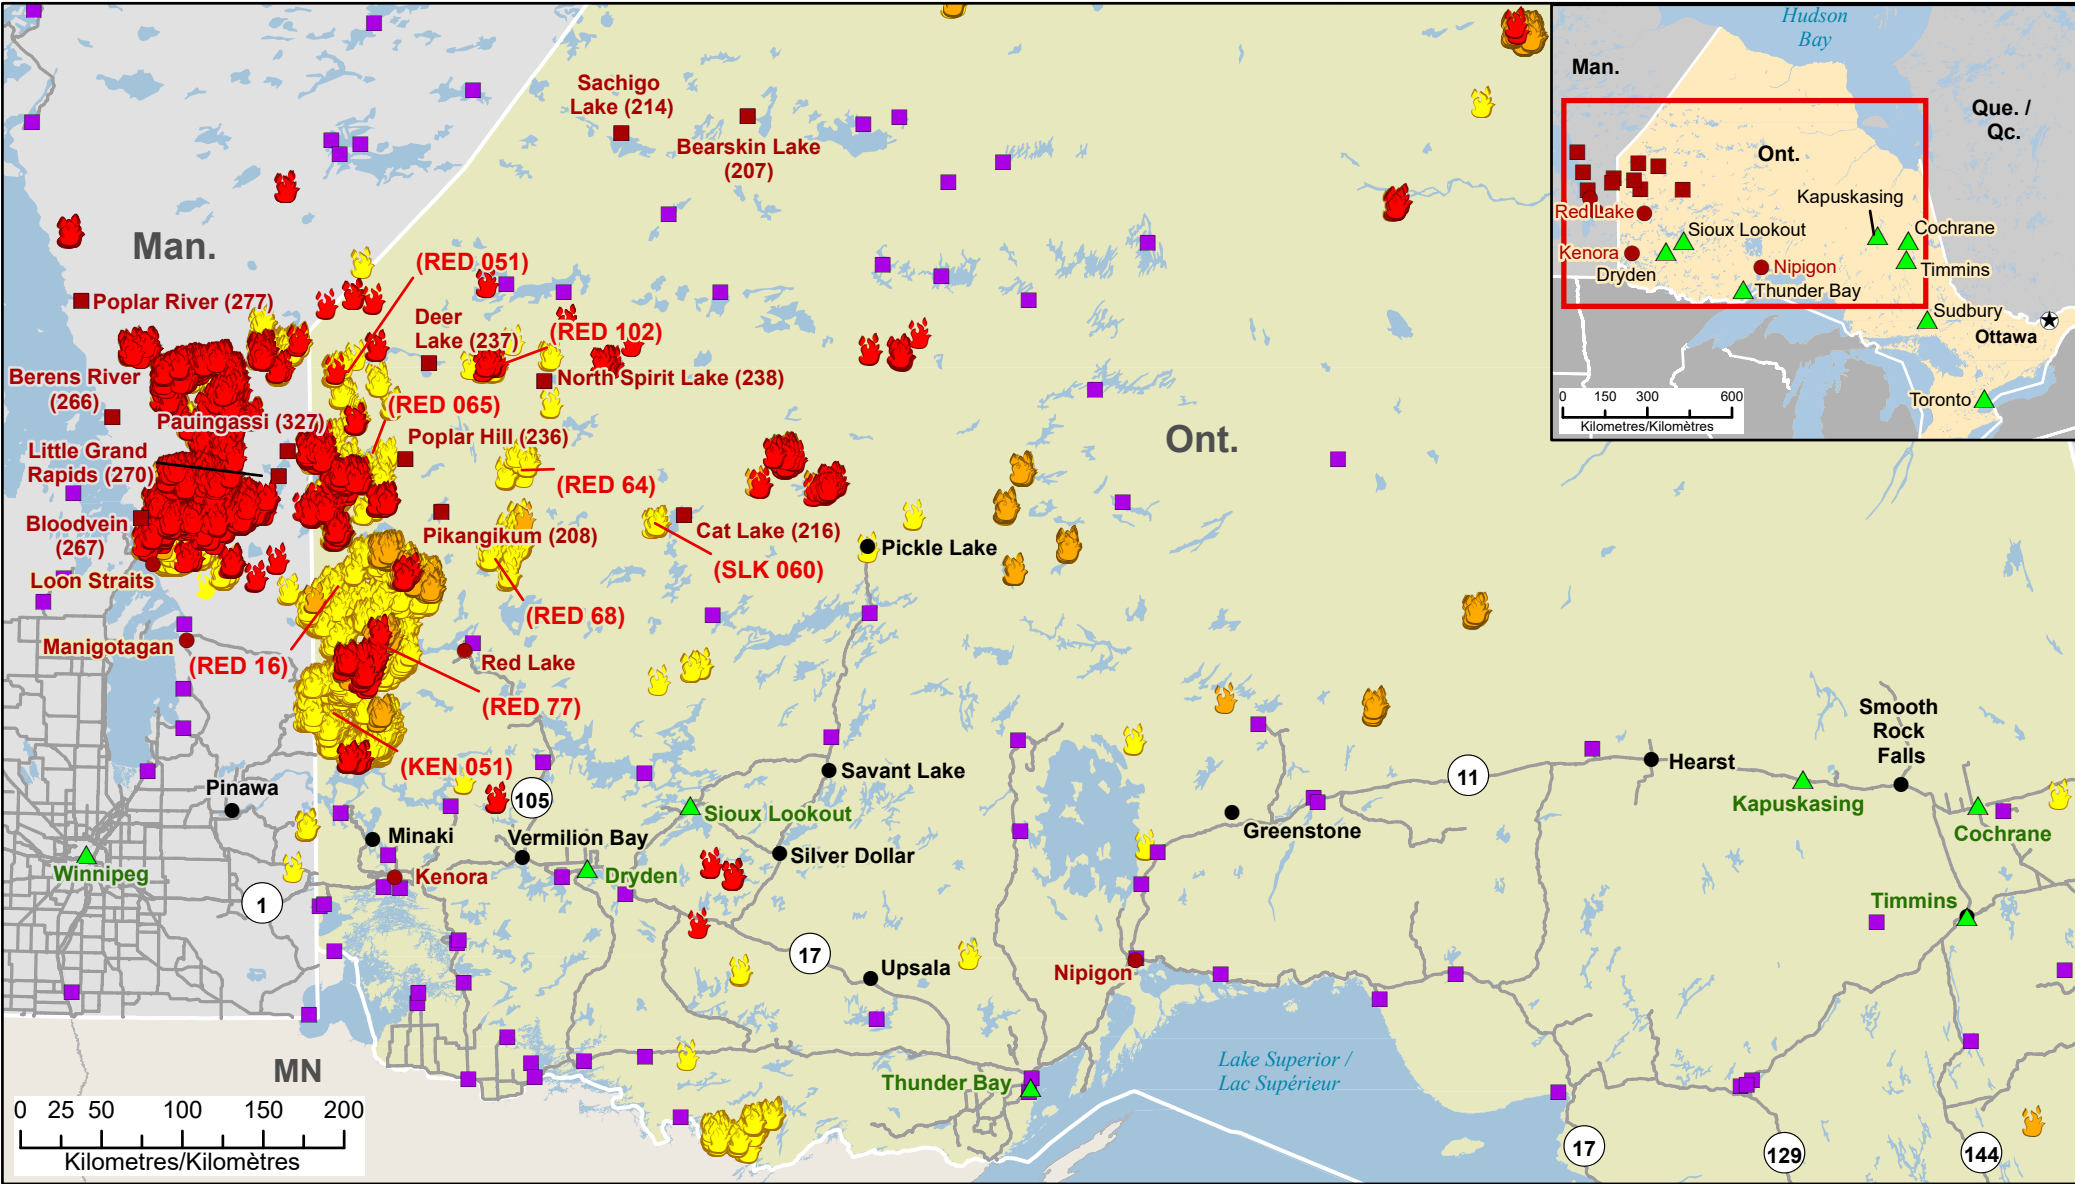 Sachigo
Lake (214)
Bearskin Lake
(207)
Man.
(RED 051)
Poplar River (277)
Deer
Lake (237)
(RED 102)
Berens River
(266)
North Spirit Lake (238)
(RED 065)
Pauingassi (327)
Poplar Hill (236)
Ont.
Little Grand
Rapids (270)
(RED 64)
Bloodvein
(267)
Pikangikum (208)
Cat Lake (216)
Pickle Lake
Loon Straits
(SLK 060)
(RED 68)
Manigotagan
(RED 16)
Red Lake
(RED 77)
(KEN 051)
Smooth
Rock
Falls
Savant Lake
11
Hearst
Pinawa
105
Kapuskasing
Sioux Lookout
Greenstone
Cochrane
Minaki
Vermilion Bay
Silver Dollar
Winnipeg
Kenora
Dryden
1
Timmins
17
Upsala
Nipigon
MN
Lake Superior /
Lac Supérieur
Thunder Bay
0 25 50 100 150 200
Kilometres/Kilomètres
17
129
144
Hudson
Bay
Man.
Que. /
Qc.
Ont.
Kapuskasing
Red Lake
Sioux Lookout
Cochrane
Kenora
Nipigon
Dryden
Timmins
Thunder Bay
Sudbury
Ottawa
Toronto
0 150 300 600
Kilometres/Kilomètres